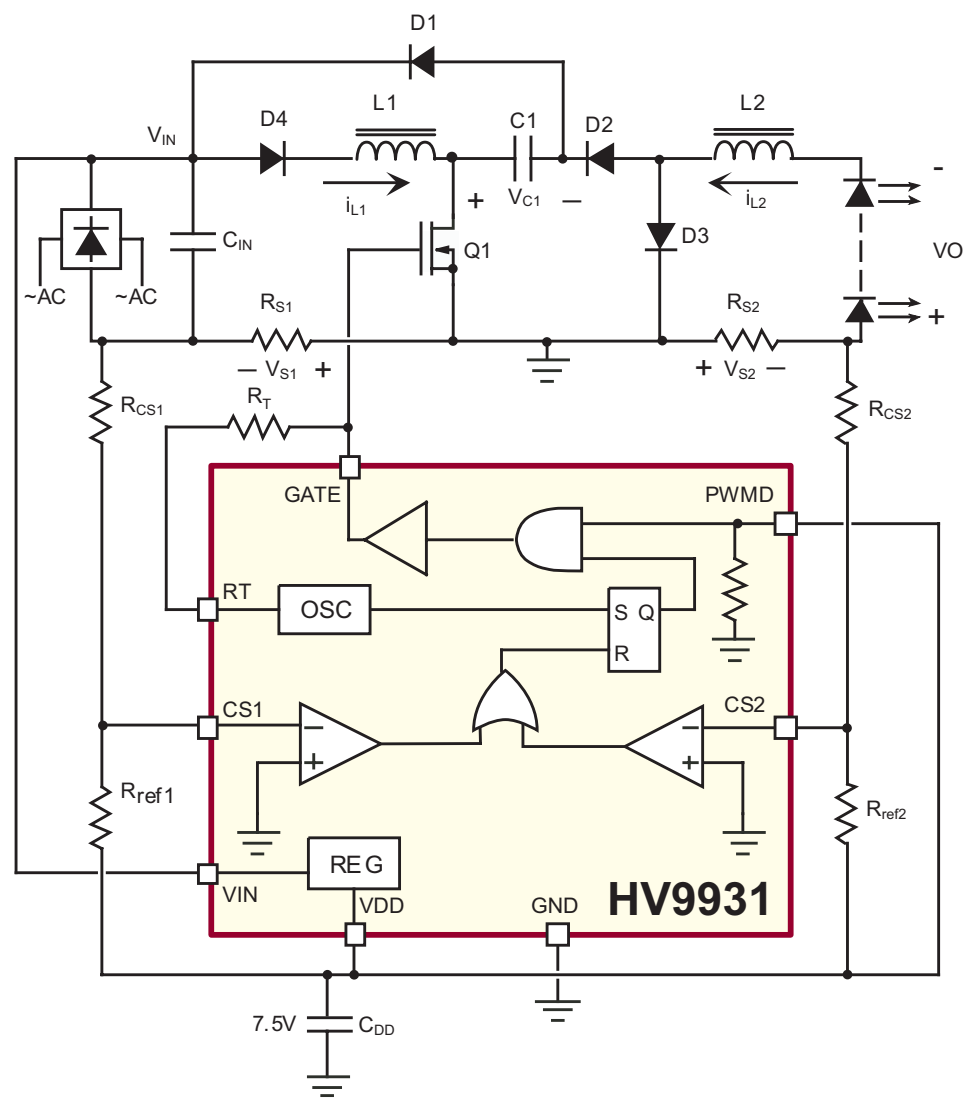 D1
L1
L2
D4
C1
D2
VIN
iL1
+
VC1
−
iL2
-
CIN
Q1
D3
VO
~AC
~AC
RS1
RS2
+
− VS1 +
+ VS2 −
RCS1
RT
RCS2
GATE
PWMD
RT
OSC
S Q
R
CS1
CS2
−
−
+
+
Rref1
Rref2
REG
VIN
VDD
GND
HV9931
7.5V
CDD